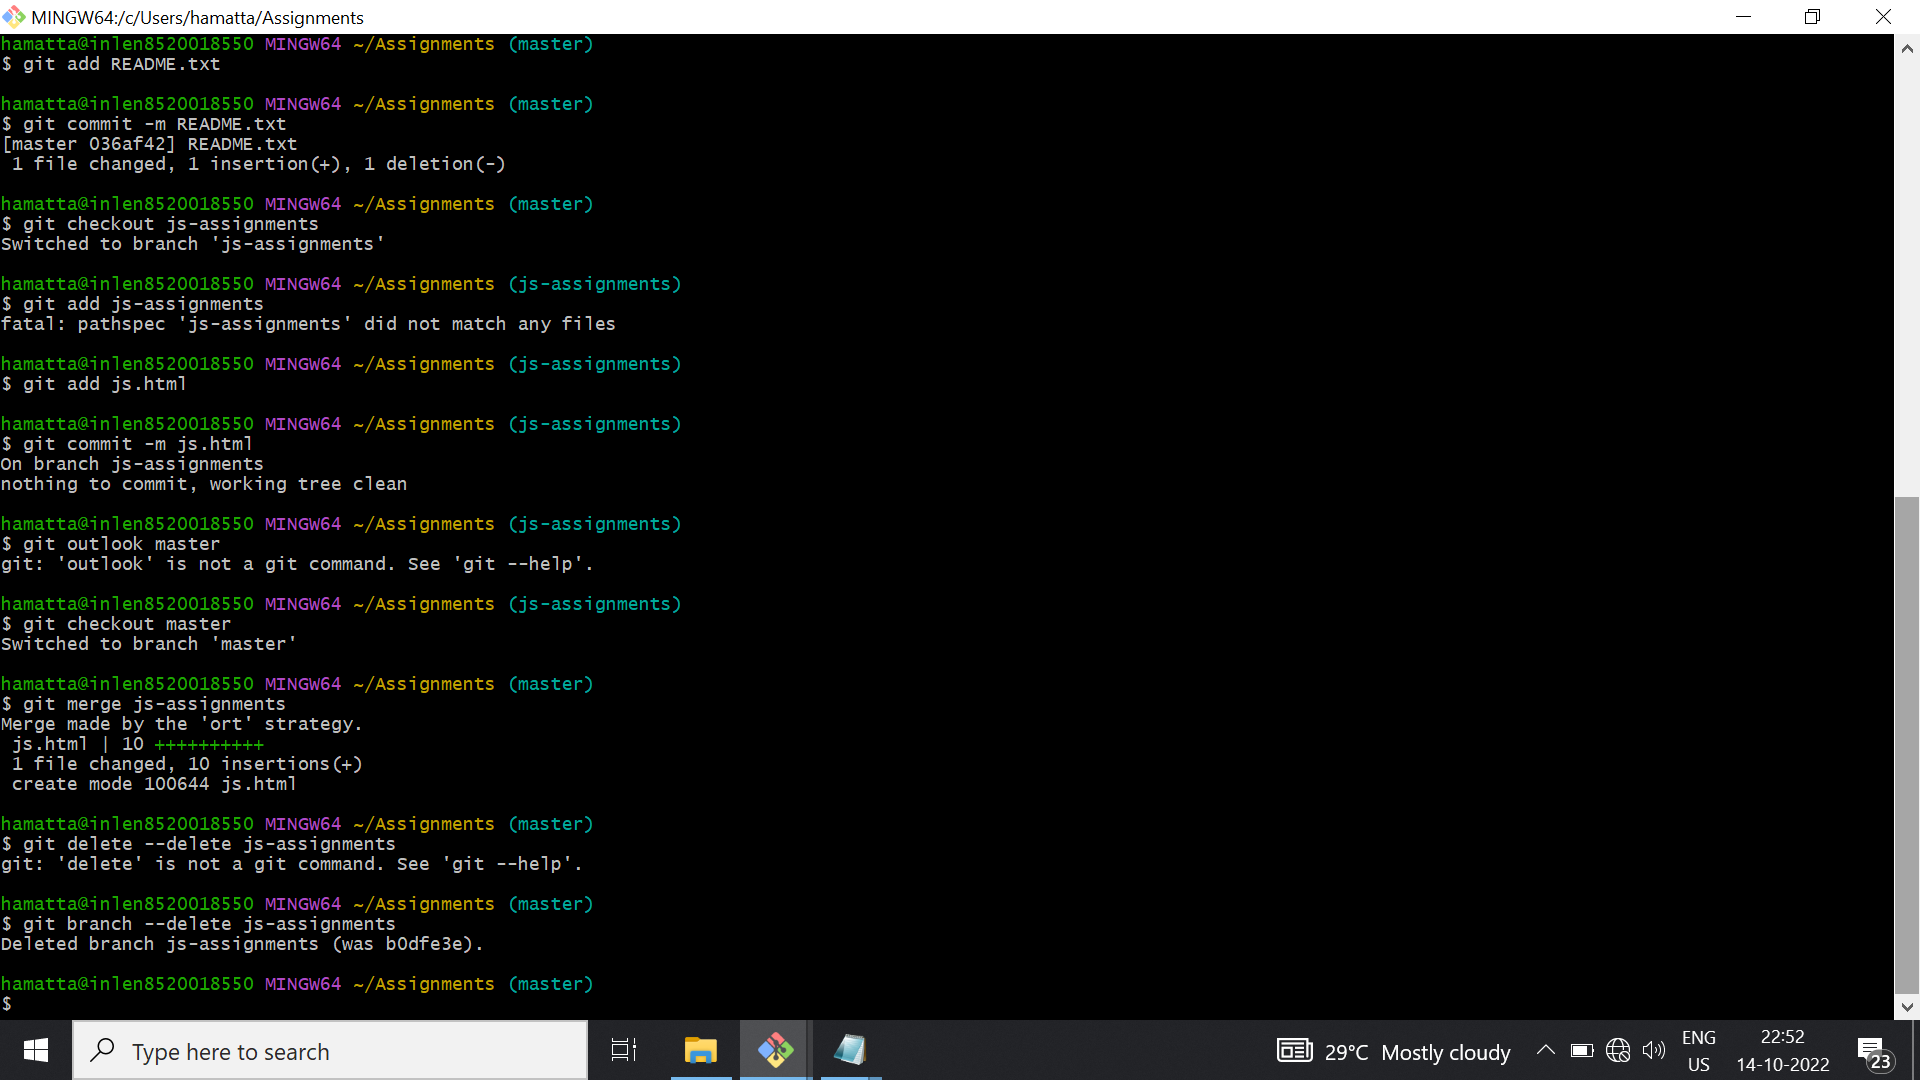 MINGW64:/c/Users/hamatta/Assignments
hamatta@inlen8520018550 MINGW64 ~/Assignments (master)
$ git add README.txt
hamatta@inlen8520018550 MINGW64 ~/Assignments (master)
$ git commit -m README.txt
[master 036af42] README.txt
1 file changed, 1 insertion(+), 1 deletion(-)
hamatta@inlen8520018550 MINGW64 ~/Assignments (master)
$ git checkout js-assignments
Switched to branch 'js-assignments'
hamatta@inlen8520018550 MINGW64 ~/Assignments (js-assignments)
$ git add js-assignments
fatal: pathspec 'js-assignments' did not match any files
hamatta@inlen8520018550 MINGW64 ~/Assignments (js-assignments)
$ git add js.html
hamatta@inlen8520018550 MINGW64 ~/Assignments (js-assignments)
$ git commit -m js.html
On branch js-assignments
nothing to commit, working tree clean
hamatta@inlen8520018550 MINGW64 ~/Assignments (js-assignments)
$ git outlook master
git: 'outlook' is not a git command. See 'git --help'.
hamatta@inlen8520018550 MINGW64 ~/Assignments (js-assignments)
$ git checkout master
Switched to branch 'master'
hamatta@inlen8520018550 MINGW64 ~/Assignments (master)
$ git merge js-assignments
Merge made by the 'ort' strategy.
js.html | 10 ++++++++++
1 file changed, 10 insertions(+)
create mode 100644 js.html
hamatta@inlen8520018550 MINGW64 ~/Assignments (master)
$ git delete --delete js-assignments
git: 'delete' is not a git command. See 'git --help'.
hamatta@inlen8520018550 MINGW64 ~/Assignments (master)
$ git branch --delete js-assignments
Deleted branch js-assignments (was b0dfe3e).
hamatta@inlen8520018550 MINGW64 ~/Assignments (master)
$
Type here to search
29°C Mostly cloudy
ENG
US
22:52
14-10-2022
23